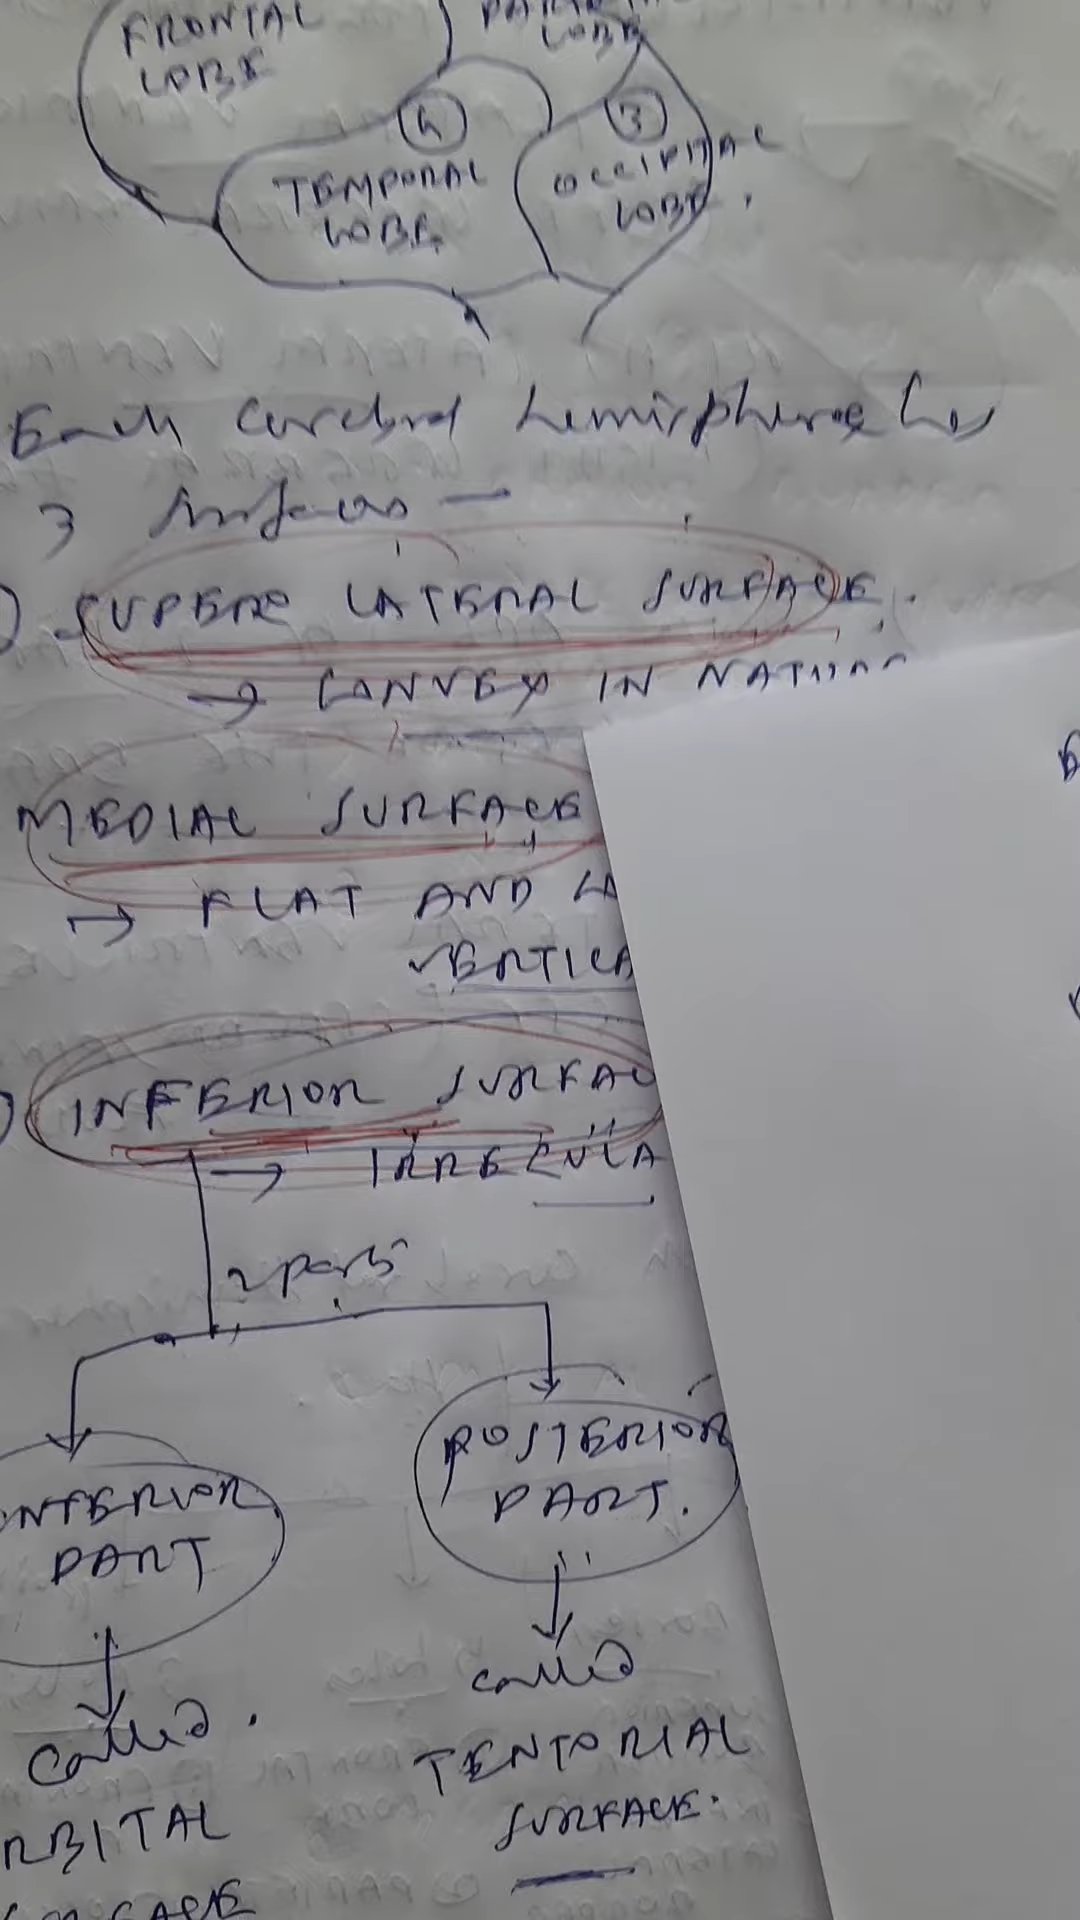 FRONTAL
LOBE
LOBE
4
3
TEMPORAL
LOBE
OCCIPITAL
LOBE.
Each cerebral hemisphere has
3 surfaces —
SUPERO LATERAL SURFACE.
→ CONVEX IN
MEDIAL SURFACE
→ FLAT AND
INFERIOR SURFAC
→ IRREGULA
2 parts
NTERIOR
PART
POSTERIOR
PART.
called.
called
RBITAL
TENTORIAL
SURFACE.